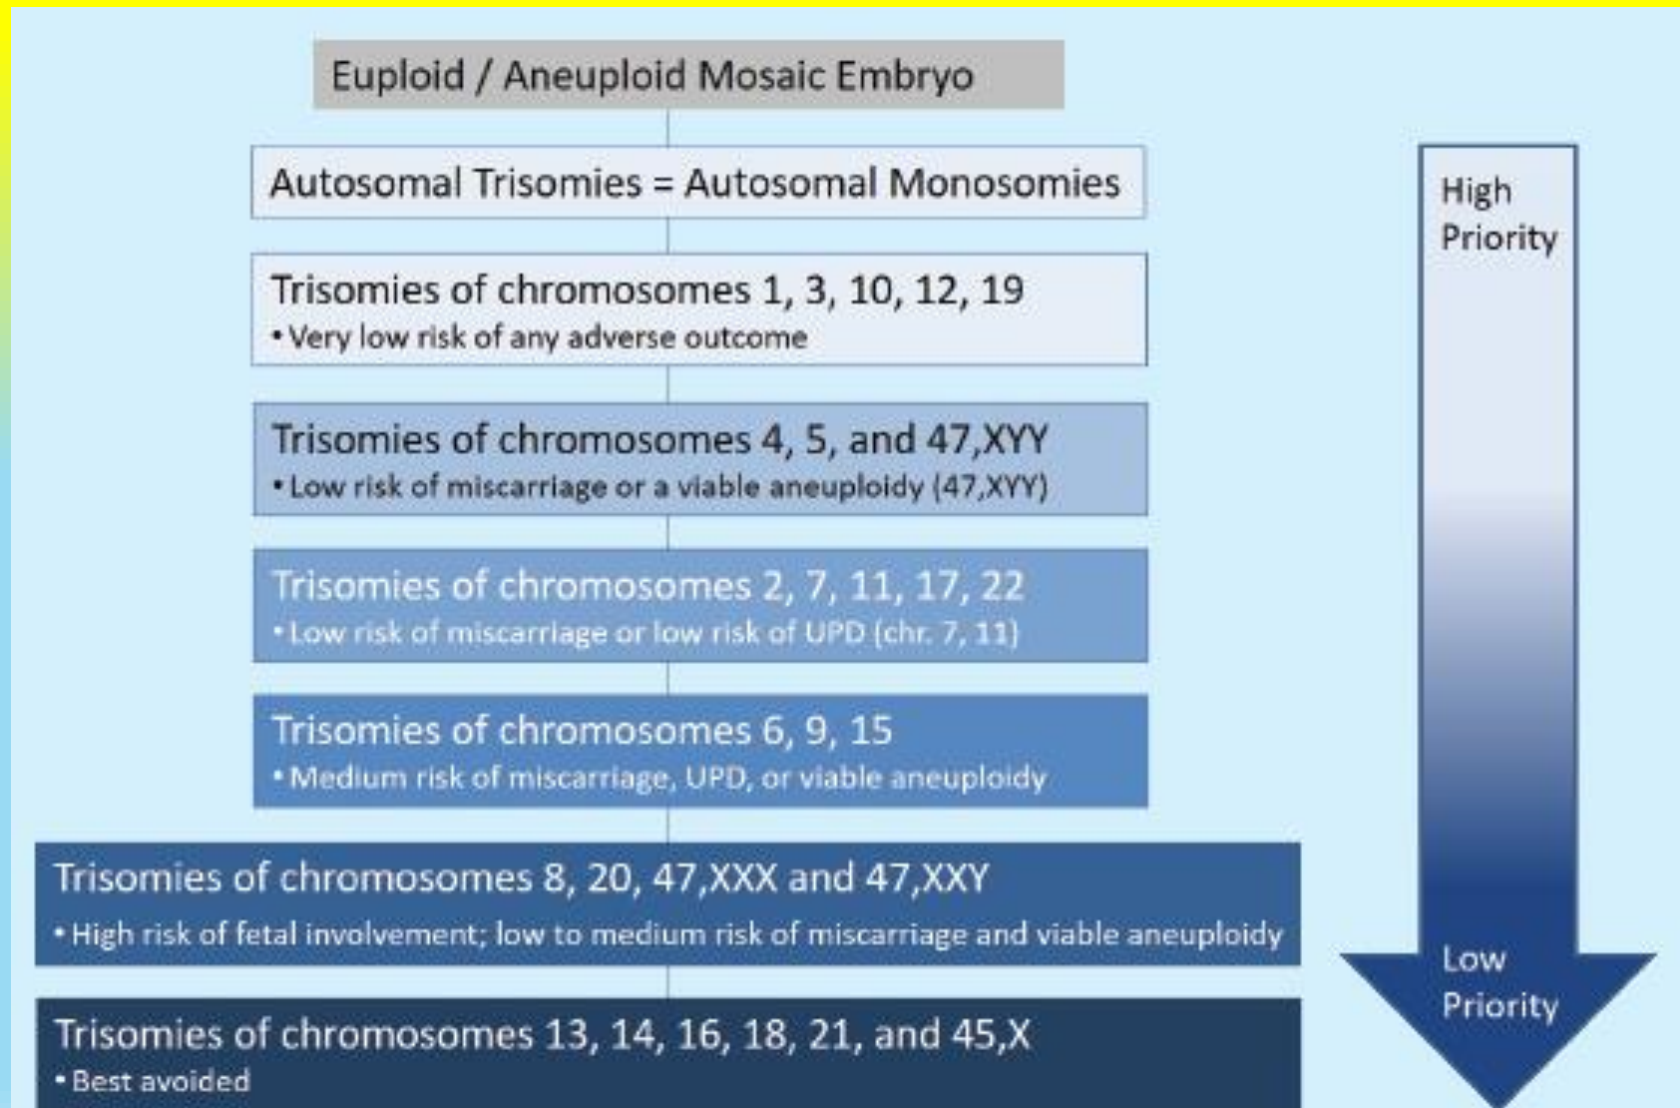 Euploid / Aneuploid Mosaic Embryo
Autosomal Trisomies = Autosomal Monosomies
High
Priority
Trisomies of chromosomes 1, 3, 10, 12, 19
• Very low risk of any adverse outcome
Trisomies of chromosomes 4, 5, and 47,XYY
• Low risk of miscarriage or a viable aneuploidy (47,XYY)
Trisomies of chromosomes 2, 7, 11, 17, 22
• Low risk of miscarriage or low risk of UPD (chr. 7, 11)
Trisomies of chromosomes 6, 9, 15
• Medium risk of miscarriage, UPD, or viable aneuploidy
Trisomies of chromosomes 8, 20, 47,XXX and 47,XXY
• High risk of fetal involvement; low to medium risk of miscarriage and viable aneuploidy
Low
Priority
Trisomies of chromosomes 13, 14, 16, 18, 21, and 45,X
• Best avoided